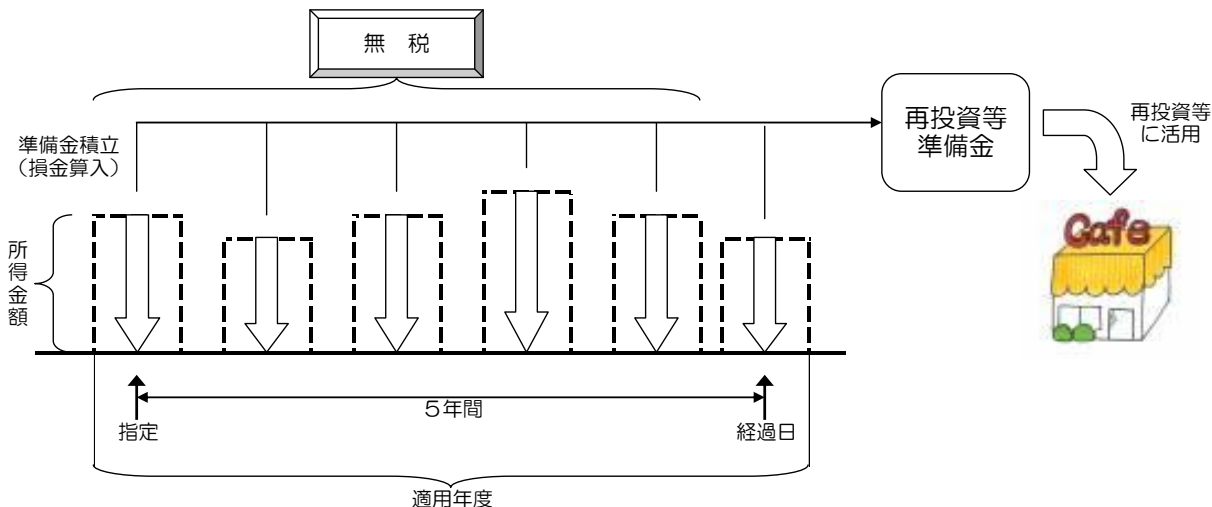 無　税
準備金積立
（損金算入）
再投資等
準備金
再投資等
に活用
Cafe
所得金額
５年間
指定
経過日
適用年度